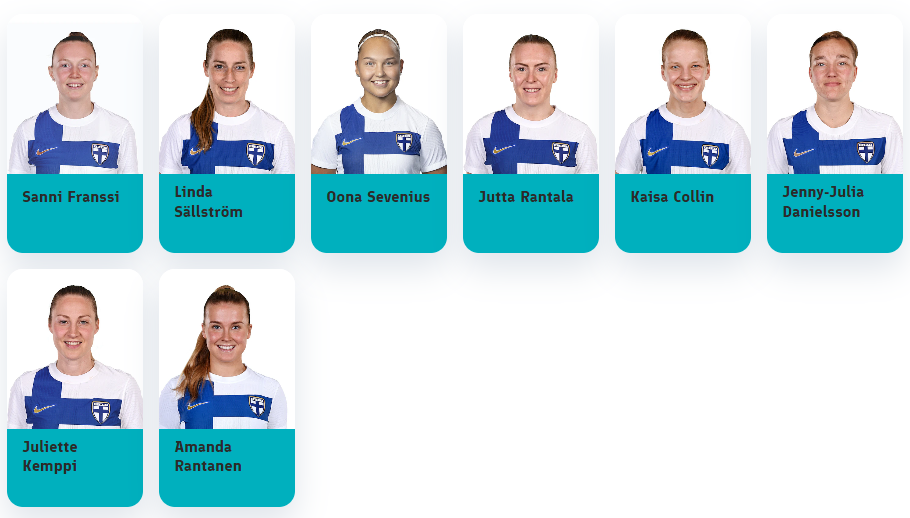 Sanni Franssi
Linda
Sällström
Oona Sevenius
Jutta Rantala
Kaisa Collin
Jenny-Julia
Danielsson
Juliette
Kemppi
Amanda
Rantanen